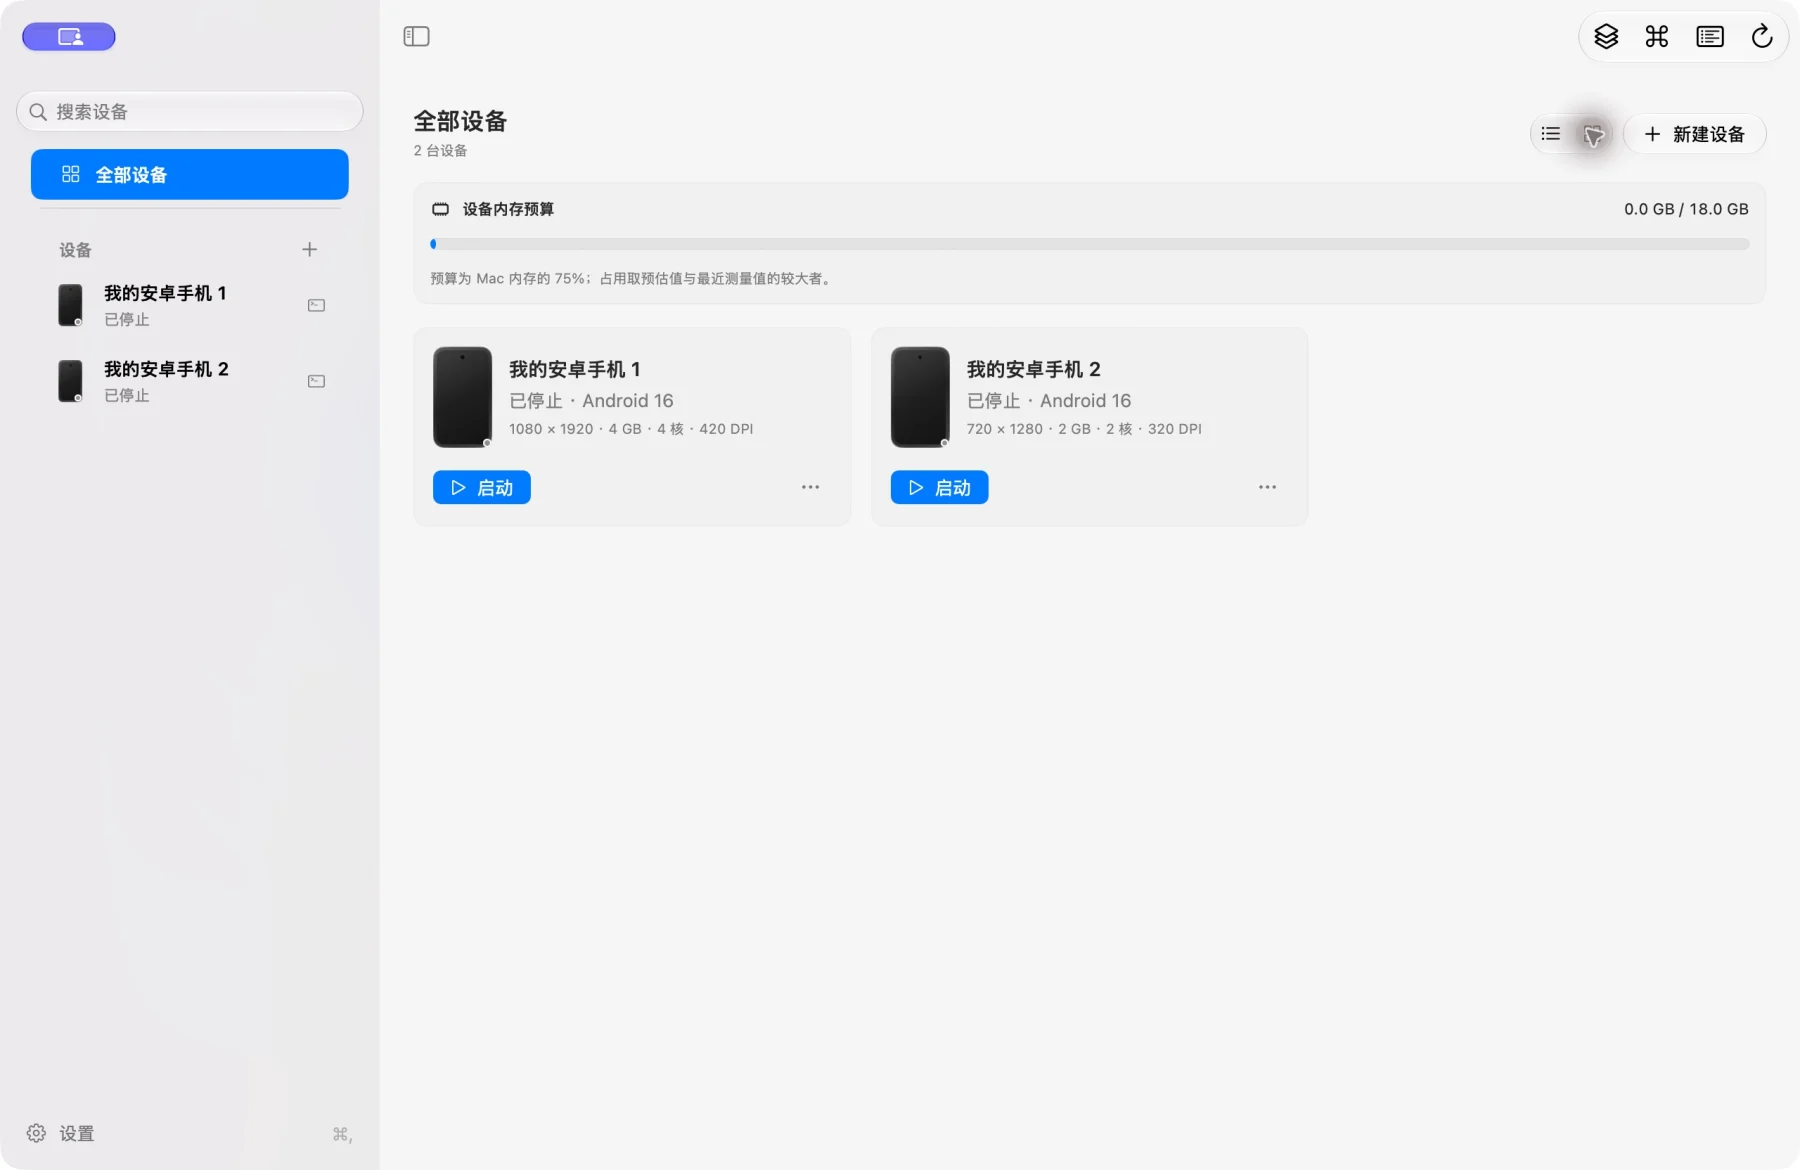 搜索设备
全部设备
设备
我的安卓手机 1
已停止
我的安卓手机 2
已停止
设置
⌘,
全部设备
2 台设备
新建设备
设备内存预算
0.0 GB / 18.0 GB
预算为 Mac 内存的 75%；占用取预估值与最近测量值的较大者。
我的安卓手机 1
已停止 · Android 16
1080 × 1920 · 4 GB · 4 核 · 420 DPI
启动
我的安卓手机 2
已停止 · Android 16
720 × 1280 · 2 GB · 2 核 · 320 DPI
启动